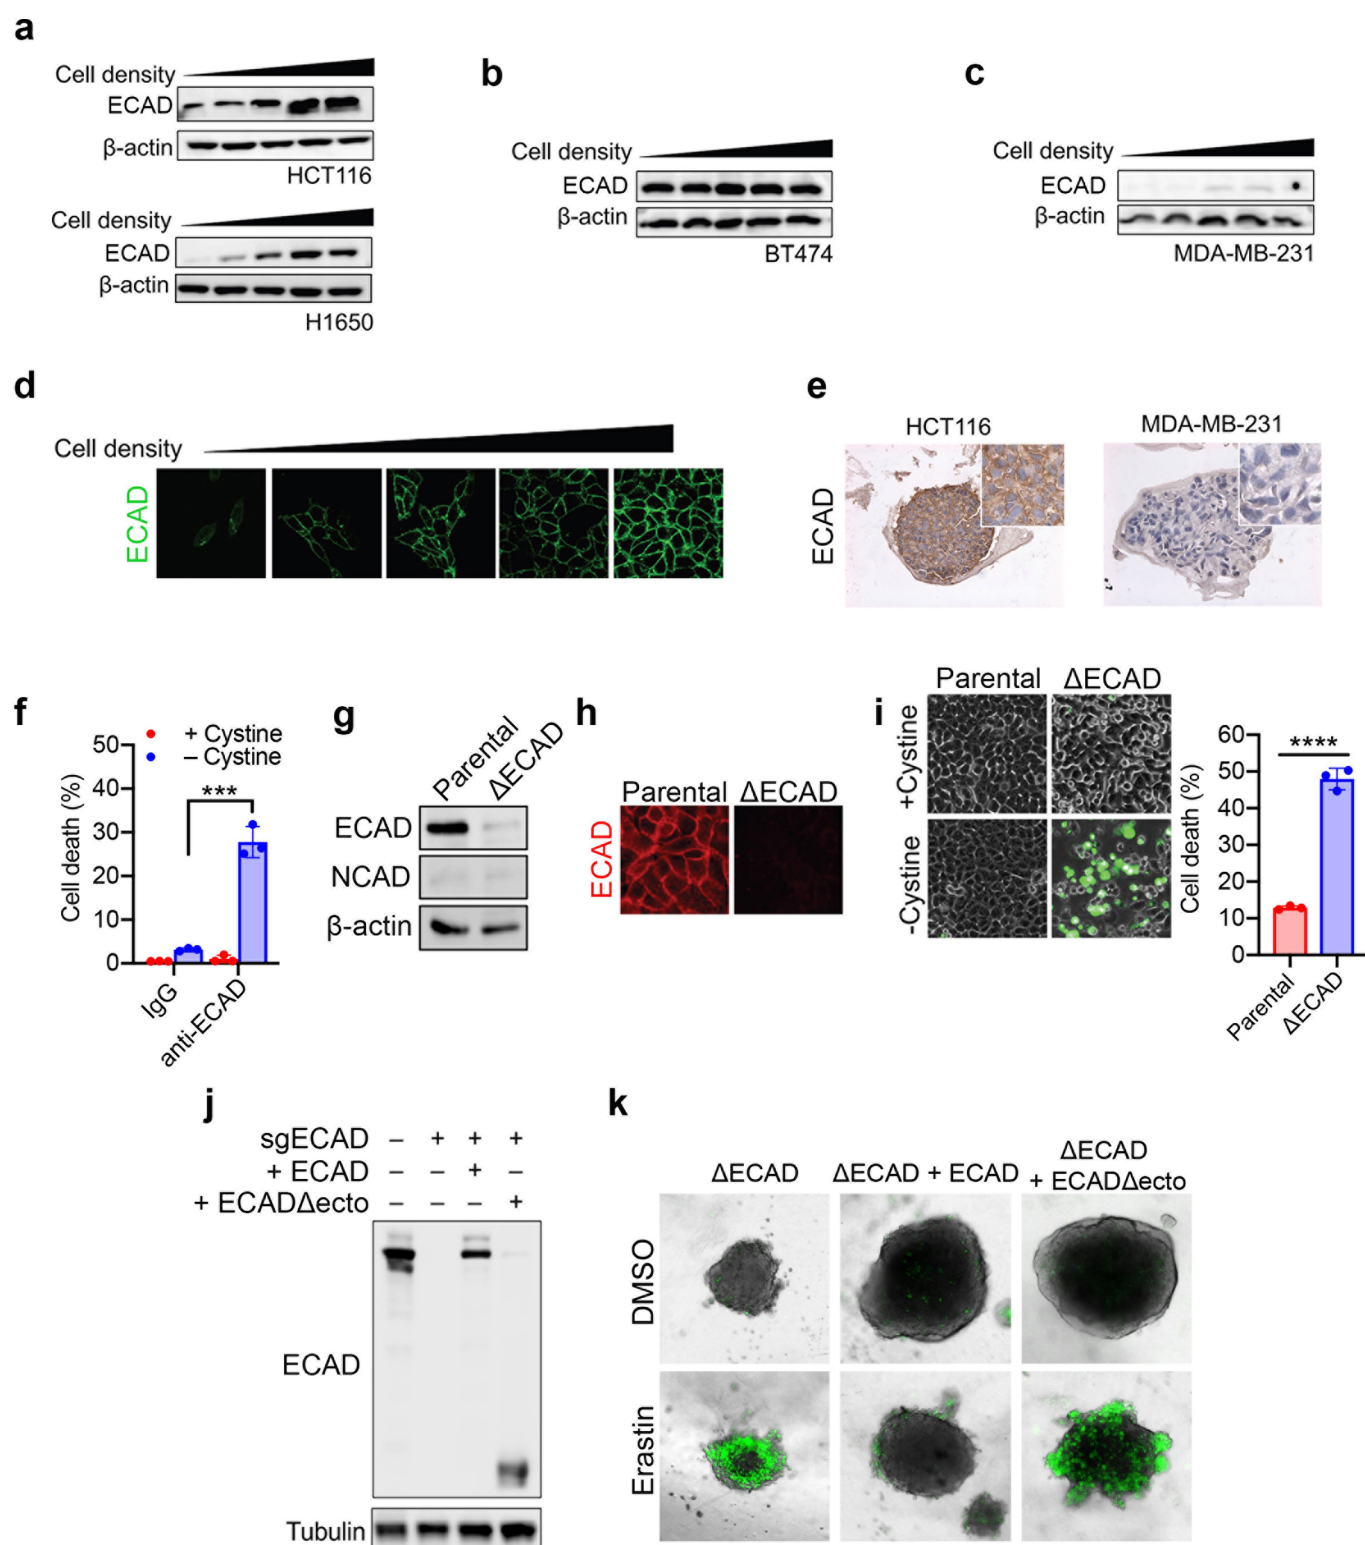 a
Cell density
ECAD
β-actin
HCT116
Cell density
ECAD
β-actin
H1650
b
Cell density
ECAD
β-actin
BT474
c
Cell density
ECAD
β-actin
MDA-MB-231
d
Cell density
ECAD
e
HCT116
MDA-MB-231
ECAD
f
+ Cystine
– Cystine
***
50
40
30
20
10
0
Cell death (%)
IgG
anti-ECAD
g
Parental
ΔECAD
ECAD
NCAD
β-actin
h
Parental ΔECAD
ECAD
i
Parental ΔECAD
+Cystine
-Cystine
****
60
50
40
30
20
10
0
Cell death (%)
Parental
ΔECAD
j
sgECAD – + + +
+ ECAD – – + –
+ ECADΔecto – – – +
ECAD
Tubulin
k
ΔECAD
ΔECAD + ECAD
ΔECAD
+ ECADΔecto
DMSO
Erastin